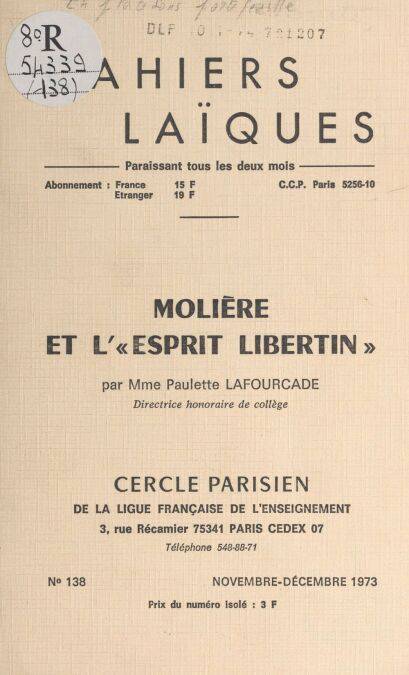 8º R
54339
(138)
DLF
AHIERS
LAÏQUES
Paraissant tous les deux mois
Abonnement : France 15 F C.C.P. Paris 5256-10
Etranger 19 F
MOLIÈRE
ET L'« ESPRIT LIBERTIN »
par Mme Paulette LAFOURCADE
Directrice honoraire de collège
CERCLE PARISIEN
DE LA LIGUE FRANÇAISE DE L'ENSEIGNEMENT
3, rue Récamier 75341 PARIS CEDEX 07
Téléphone 548-88-71
Nº 138 NOVEMBRE-DÉCEMBRE 1973
Prix du numéro isolé : 3 F